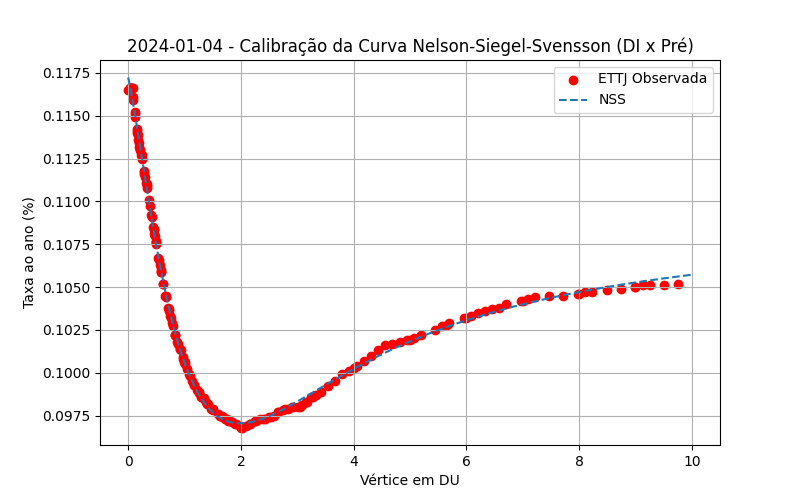 2024-01-04 - Calibração da Curva Nelson-Siegel-Svensson (DI x Pré)
ETTJ Observada
NSS
Taxa ao ano (%)
0.1175
0.1150
0.1125
0.1100
0.1075
0.1050
0.1025
0.1000
0.0975
0 2 4 6 8 10
Vértice em DU